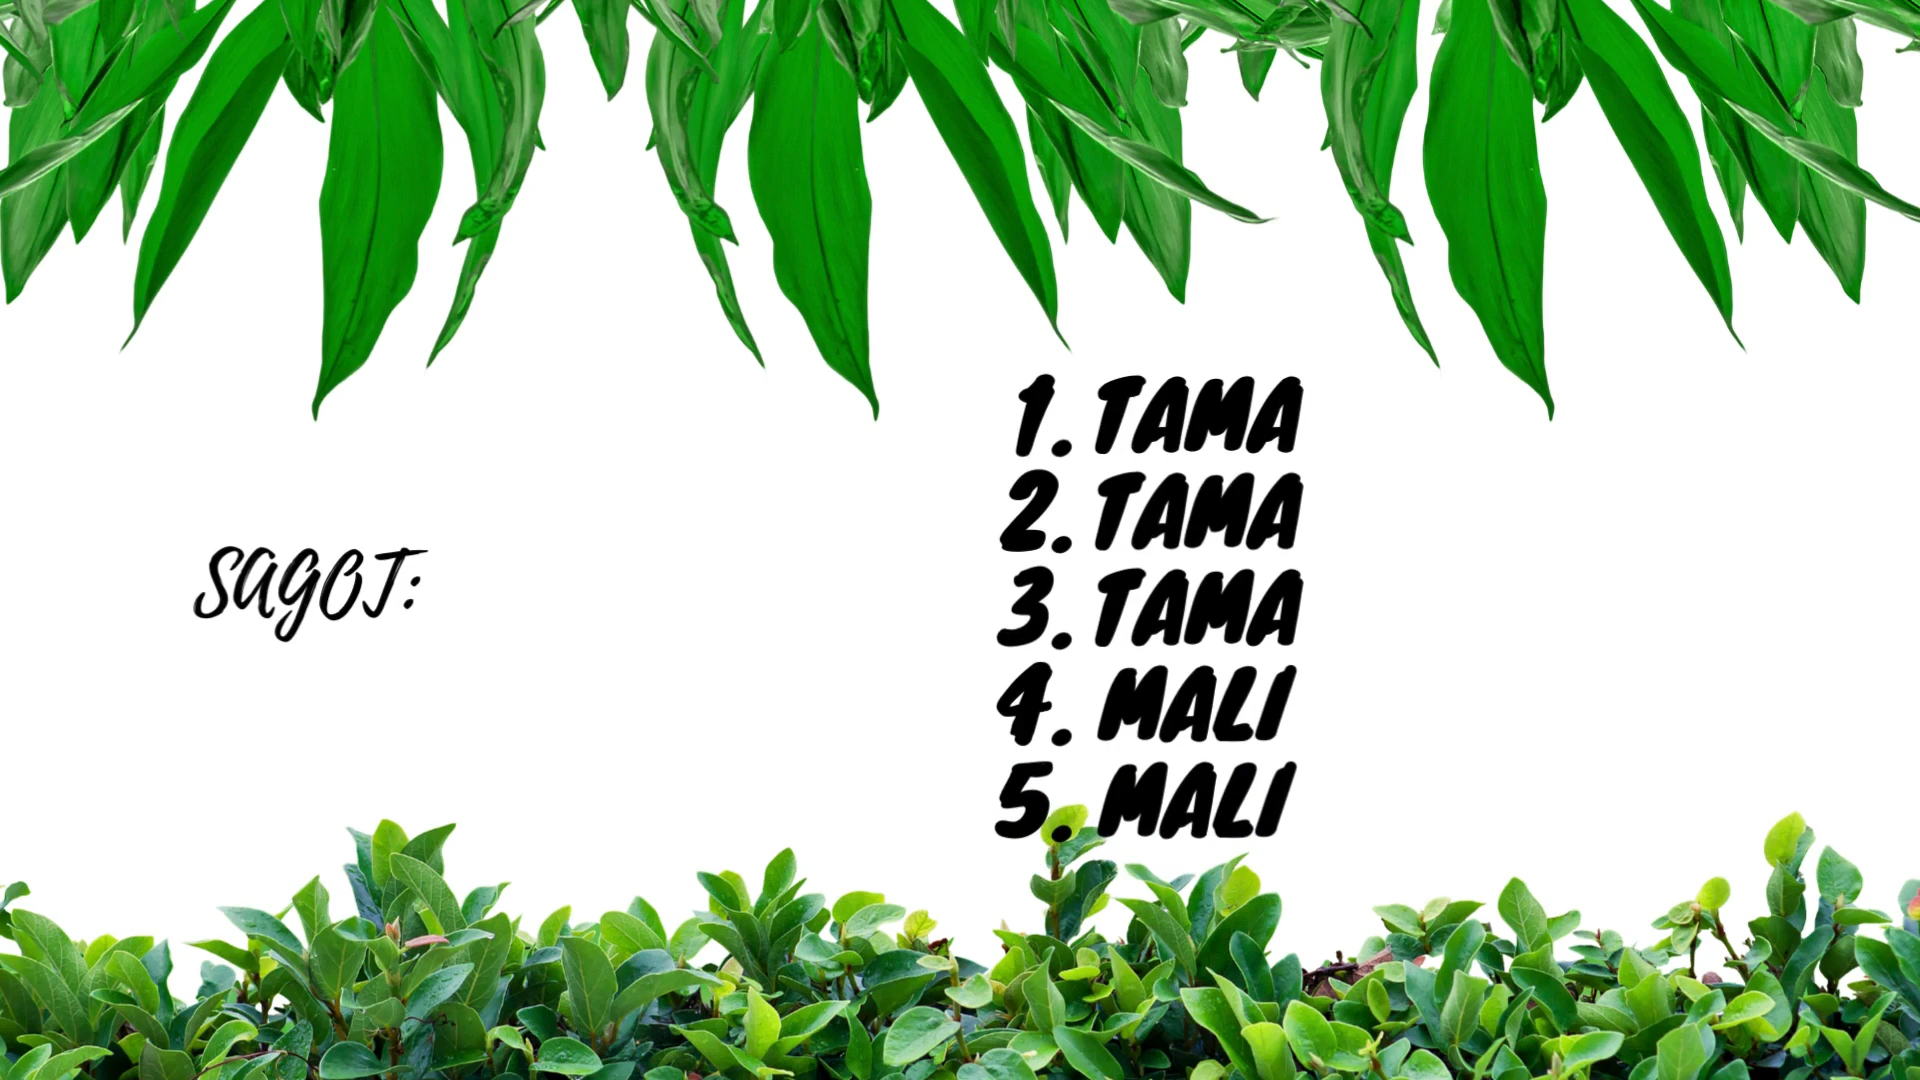 SAGOT:
1. TAMA
2. TAMA
3. TAMA
4. MALI
5. MALI